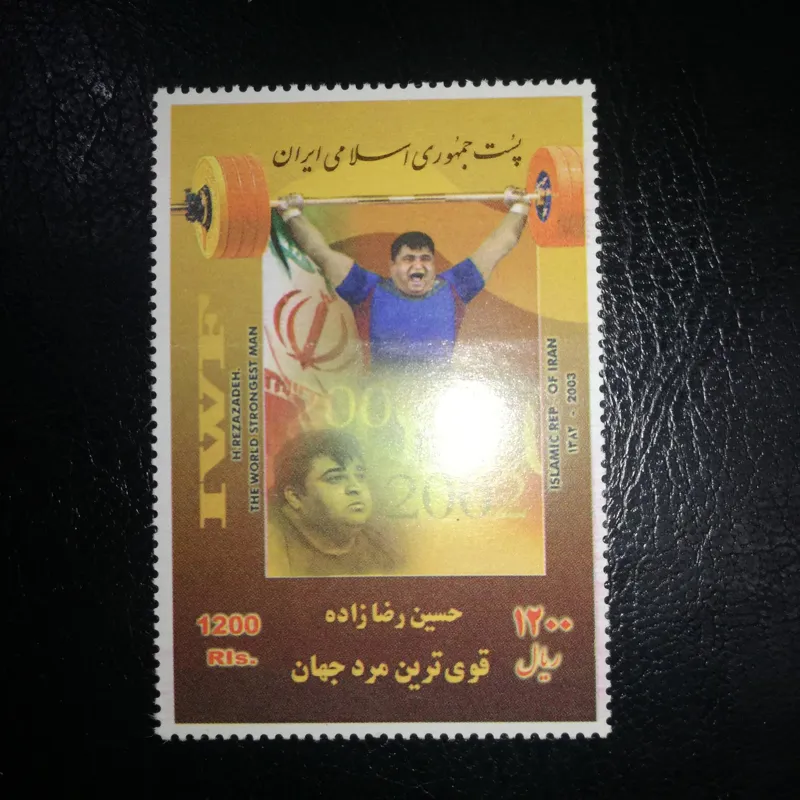 پست جمهوری اسلامی ایران
IWF
H.REZAZADEH.
THE WORLD STRONGEST MAN
ISLAMIC REP. OF IRAN
۱۳۸۲ - 2003
2002
حسین رضا زاده
قوی ترین مرد جهان
1200
Rls.
۱۲۰۰
ریال